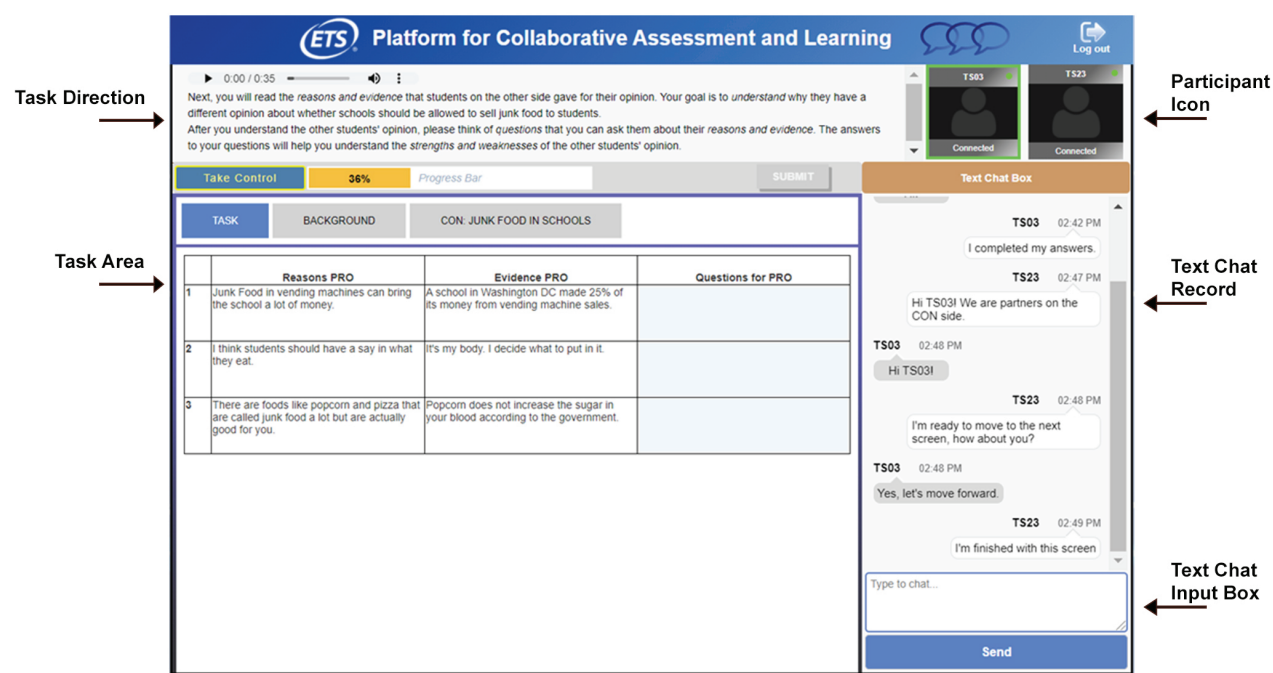 ETS Platform for Collaborative Assessment and Learning
Log out
Task Direction
0:00 / 0:35
Next, you will read the reasons and evidence that students on the other side gave for their opinion. Your goal is to understand why they have a
different opinion about whether schools should be allowed to sell junk food to students.
After you understand the other students' opinion, please think of questions that you can ask them about their reasons and evidence. The answers
to your questions will help you understand the strengths and weaknesses of the other students' opinion.
TS03
Connected
TS23
Connected
Participant
Icon
Take Control
36%
Progress Bar
SUBMIT
Text Chat Box
Task Area
TASK
BACKGROUND
CON: JUNK FOOD IN SCHOOLS
Reasons PRO
Evidence PRO
Questions for PRO
1
Junk Food in vending machines can bring
the school a lot of money.
A school in Washington DC made 25% of
its money from vending machine sales.
2
I think students should have a say in what
they eat.
It's my body. I decide what to put in it.
3
There are foods like popcorn and pizza that
are called junk food a lot but are actually
good for you.
Popcorn does not increase the sugar in
your blood according to the government.
TS03 02:42 PM
I completed my answers.
TS23 02:47 PM
Hi TS03! We are partners on the
CON side.
TS03 02:48 PM
Hi TS03!
TS23 02:48 PM
I'm ready to move to the next
screen, how about you?
TS03 02:48 PM
Yes, let's move forward.
TS23 02:49 PM
I'm finished with this screen
Text Chat
Record
Type to chat...
Send
Text Chat
Input Box